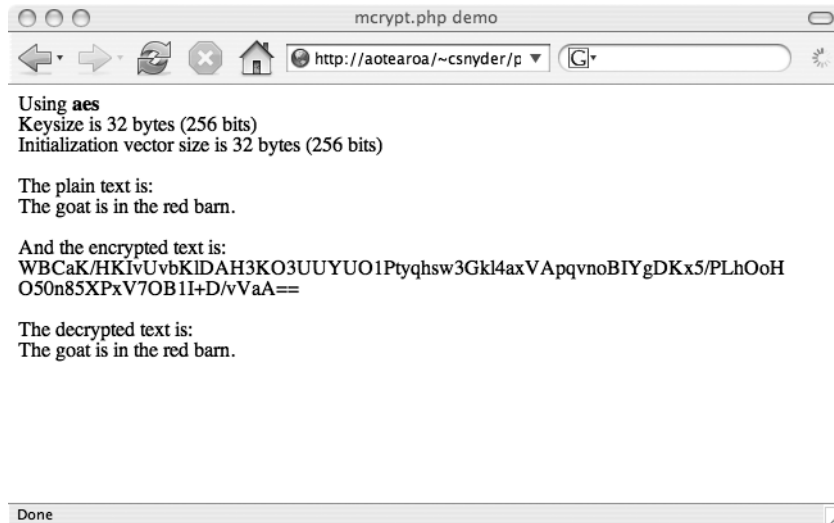 mcrypt.php demo
http://aotearoa/~csnyder/p
G
Using aes
Keysize is 32 bytes (256 bits)
Initialization vector size is 32 bytes (256 bits)
The plain text is:
The goat is in the red barn.
And the encrypted text is:
WBCaK/HKIvUvbKlDAH3KO3UUYUO1Ptyqhsw3Gkl4axVApqvnoBIYgDKx5/PLhOoH
O50n85XPxV7OB1I+D/vVaA==
The decrypted text is:
The goat is in the red barn.
Done